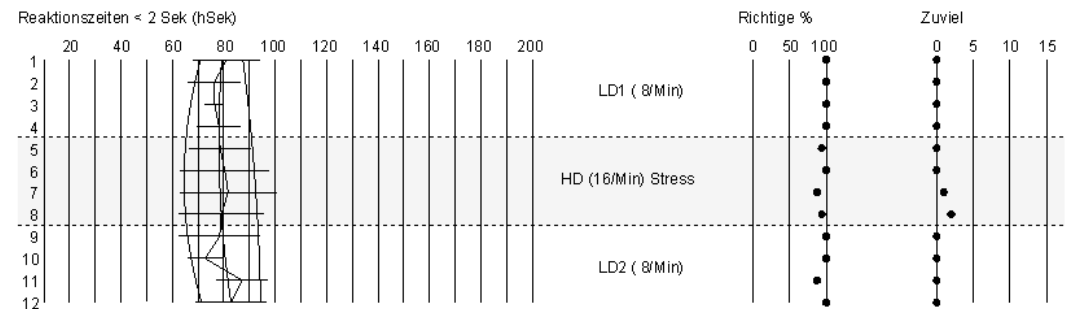 Reaktionszeiten < 2 Sek (hSek) Richtige % Zuviel
20 40 60 80 100 120 140 160 180 200 0 50 100 0 5 10 15
1
2 LD1 ( 8/Min)
3
4
5
6 HD (16/Min) Stress
7
8
9
10 LD2 ( 8/Min)
11
12